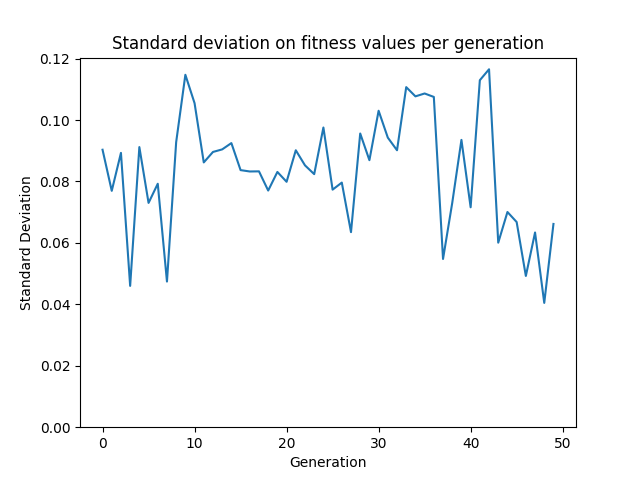 Standard deviation on fitness values per generation
0.12
0.10
0.08
0.06
0.04
0.02
0.00
Standard Deviation
0 10 20 30 40 50
Generation